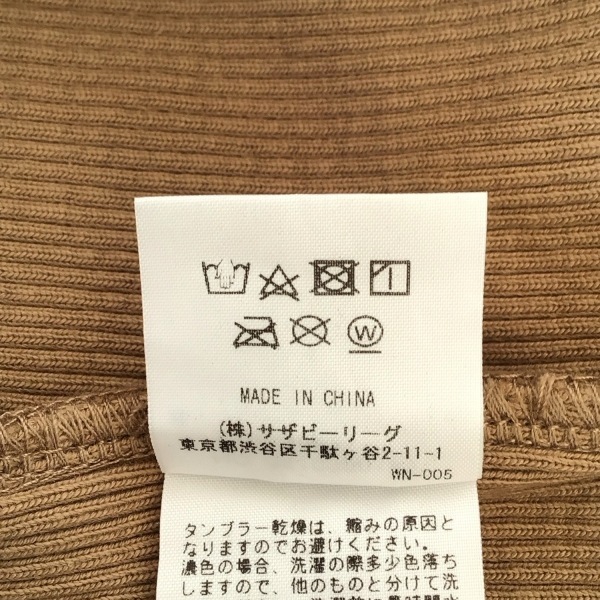 W
MADE IN CHINA
(株)サザビーリーグ
東京都渋谷区千駄ヶ谷2-11-1
WN-005
タンブラー乾燥は、縮みの原因と
なりますのでお避けください。
濃色の場合、洗濯の際多少色落ち
しますので、他のものと分けて洗